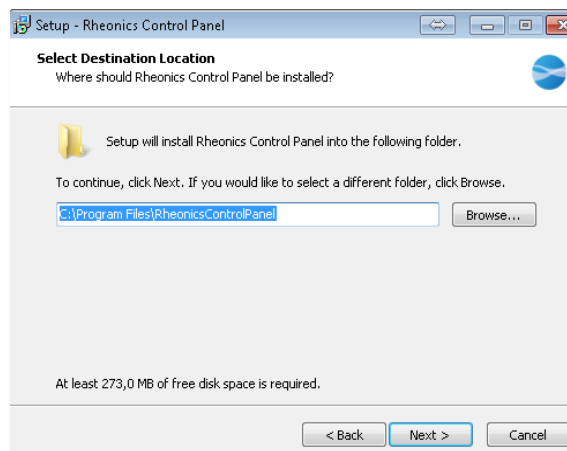 Setup - Rheonics Control Panel
Select Destination Location
Where should Rheonics Control Panel be installed?
Setup will install Rheonics Control Panel into the following folder.
To continue, click Next. If you would like to select a different folder, click Browse.
C:\Program Files\RheonicsControlPanel
Browse...
At least 273,0 MB of free disk space is required.
< Back
Next >
Cancel